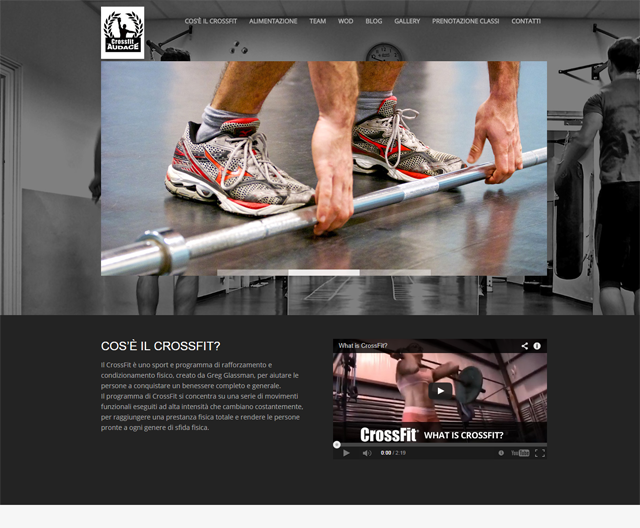 Crossfit
AUDACE
COS'È IL CROSSFIT ALIMENTAZIONE TEAM WOD BLOG GALLERY PRENOTAZIONE CLASSI CONTATTI
COS'È IL CROSSFIT?
Il CrossFit è uno sport e programma di rafforzamento e
condizionamento fisico, creato da Greg Glassman, per aiutare le
persone a conquistare un benessere completo e generale.
Il programma di CrossFit si concentra su una serie di movimenti
funzionali eseguiti ad alta intensità che cambiano costantemente,
per raggiungere una prestanza fisica totale e rendere le persone
pronte a ogni genere di sfida fisica.
What is CrossFit?
CrossFit WHAT IS CROSSFIT?
0:00 / 2:19
YouTube